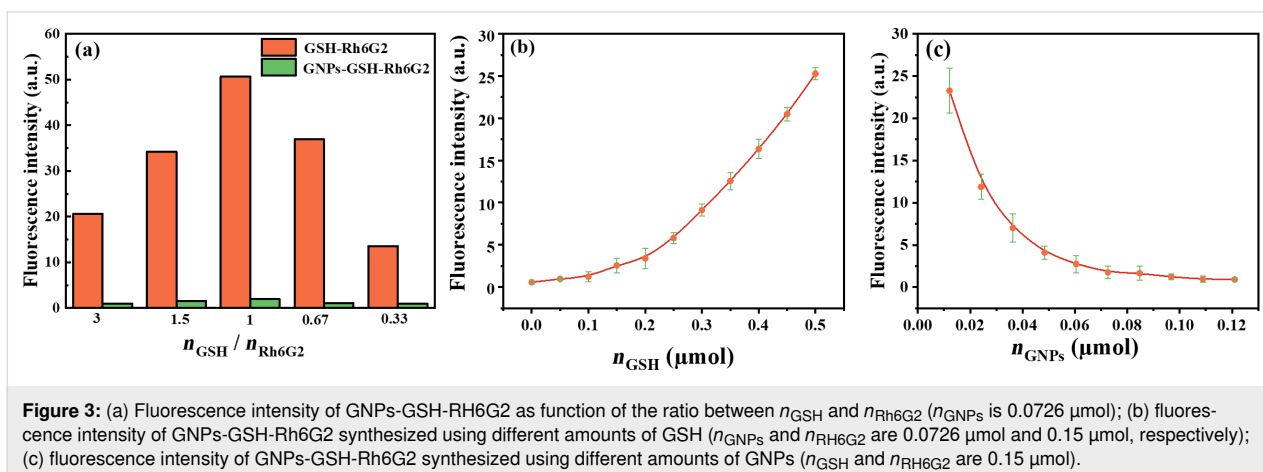 (a)
GSH-Rh6G2
GNPs-GSH-Rh6G2
Fluorescence intensity (a.u.)
60
50
40
30
20
10
0
3 1.5 1 0.67 0.33
nGSH / nRh6G2
(b)
Fluorescence intensity (a.u.)
30
25
20
15
10
5
0
0.0 0.1 0.2 0.3 0.4 0.5
nGSH (μmol)
(c)
Fluorescence intensity (a.u.)
30
25
20
15
10
5
0
0.00 0.02 0.04 0.06 0.08 0.10 0.12
nGNPs (μmol)
Figure 3: (a) Fluorescence intensity of GNPs-GSH-RH6G2 as function of the ratio between nGSH and nRh6G2 (nGNPs is 0.0726 μmol); (b) fluores-
cence intensity of GNPs-GSH-Rh6G2 synthesized using different amounts of GSH (nGNPs and nRH6G2 are 0.0726 μmol and 0.15 μmol, respectively);
(c) fluorescence intensity of GNPs-GSH-Rh6G2 synthesized using different amounts of GNPs (nGSH and nRH6G2 are 0.15 μmol).